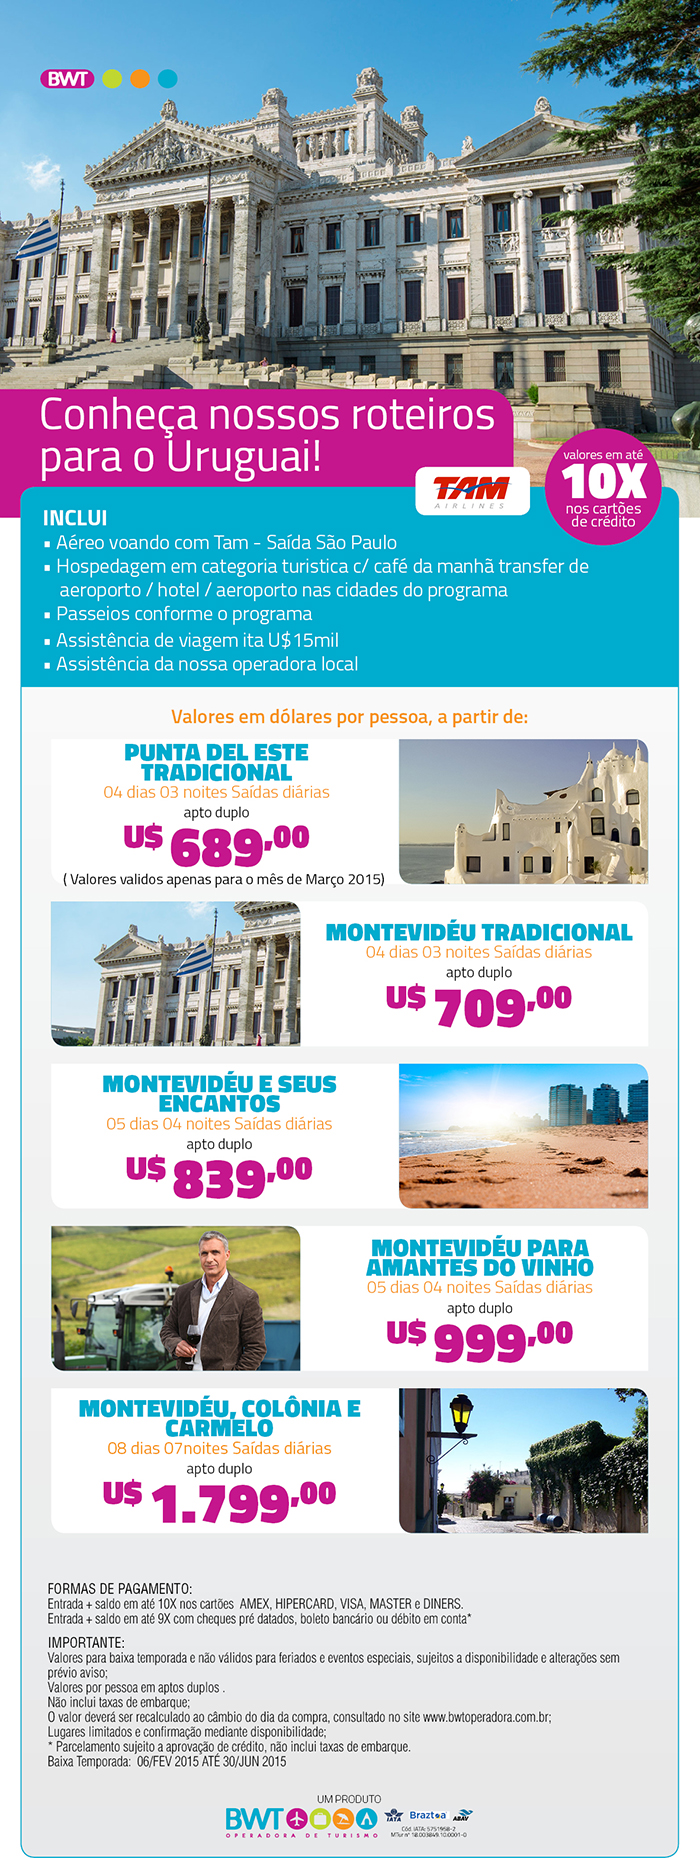 BWT
Conheça nossos roteiros
para o Uruguai!
TAM
AIRLINES
valores em até
10X
nos cartões
de crédito
INCLUI
▪ Aéreo voando com Tam - Saída São Paulo
▪ Hospedagem em categoria turistica c/ café da manhã transfer de
aeroporto / hotel / aeroporto nas cidades do programa
▪ Passeios conforme o programa
▪ Assistência de viagem ita U$15mil
▪ Assistência da nossa operadora local
Valores em dólares por pessoa, a partir de:
PUNTA DEL ESTE
TRADICIONAL
04 dias 03 noites Saídas diárias
apto duplo
U$ 689,00
( Valores validos apenas para o mês de Março 2015)
MONTEVIDÉU TRADICIONAL
04 dias 03 noites Saídas diárias
apto duplo
U$ 709,00
MONTEVIDÉU E SEUS
ENCANTOS
05 dias 04 noites Saídas diárias
apto duplo
U$ 839,00
MONTEVIDÉU PARA
AMANTES DO VINHO
05 dias 04 noites Saídas diárias
apto duplo
U$ 999,00
MONTEVIDÉU, COLÔNIA E
CARMELO
08 dias 07noites Saídas diárias
apto duplo
U$ 1.799,00
FORMAS DE PAGAMENTO:
Entrada + saldo em até 10X nos cartões AMEX, HIPERCARD, VISA, MASTER e DINERS.
Entrada + saldo em até 9X com cheques pré datados, boleto bancário ou débito em conta*
IMPORTANTE:
Valores para baixa temporada e não válidos para feriados e eventos especiais, sujeitos a disponibilidade e alterações sem
prévio aviso;
Valores por pessoa em aptos duplos .
Não inclui taxas de embarque;
O valor deverá ser recalculado ao câmbio do dia da compra, consultado no site www.bwtoperadora.com.br;
Lugares limitados e confirmação mediante disponibilidade;
* Parcelamento sujeito a aprovação de crédito, não inclui taxas de embarque.
Baixa Temporada: 06/FEV 2015 ATÉ 30/JUN 2015
UM PRODUTO
BWT
OPERADORA DE TURISMO
IATA
Braztoa
ABAV
Cód. IATA: 5751958-2
MTur nº 18.003849.10.0001-0